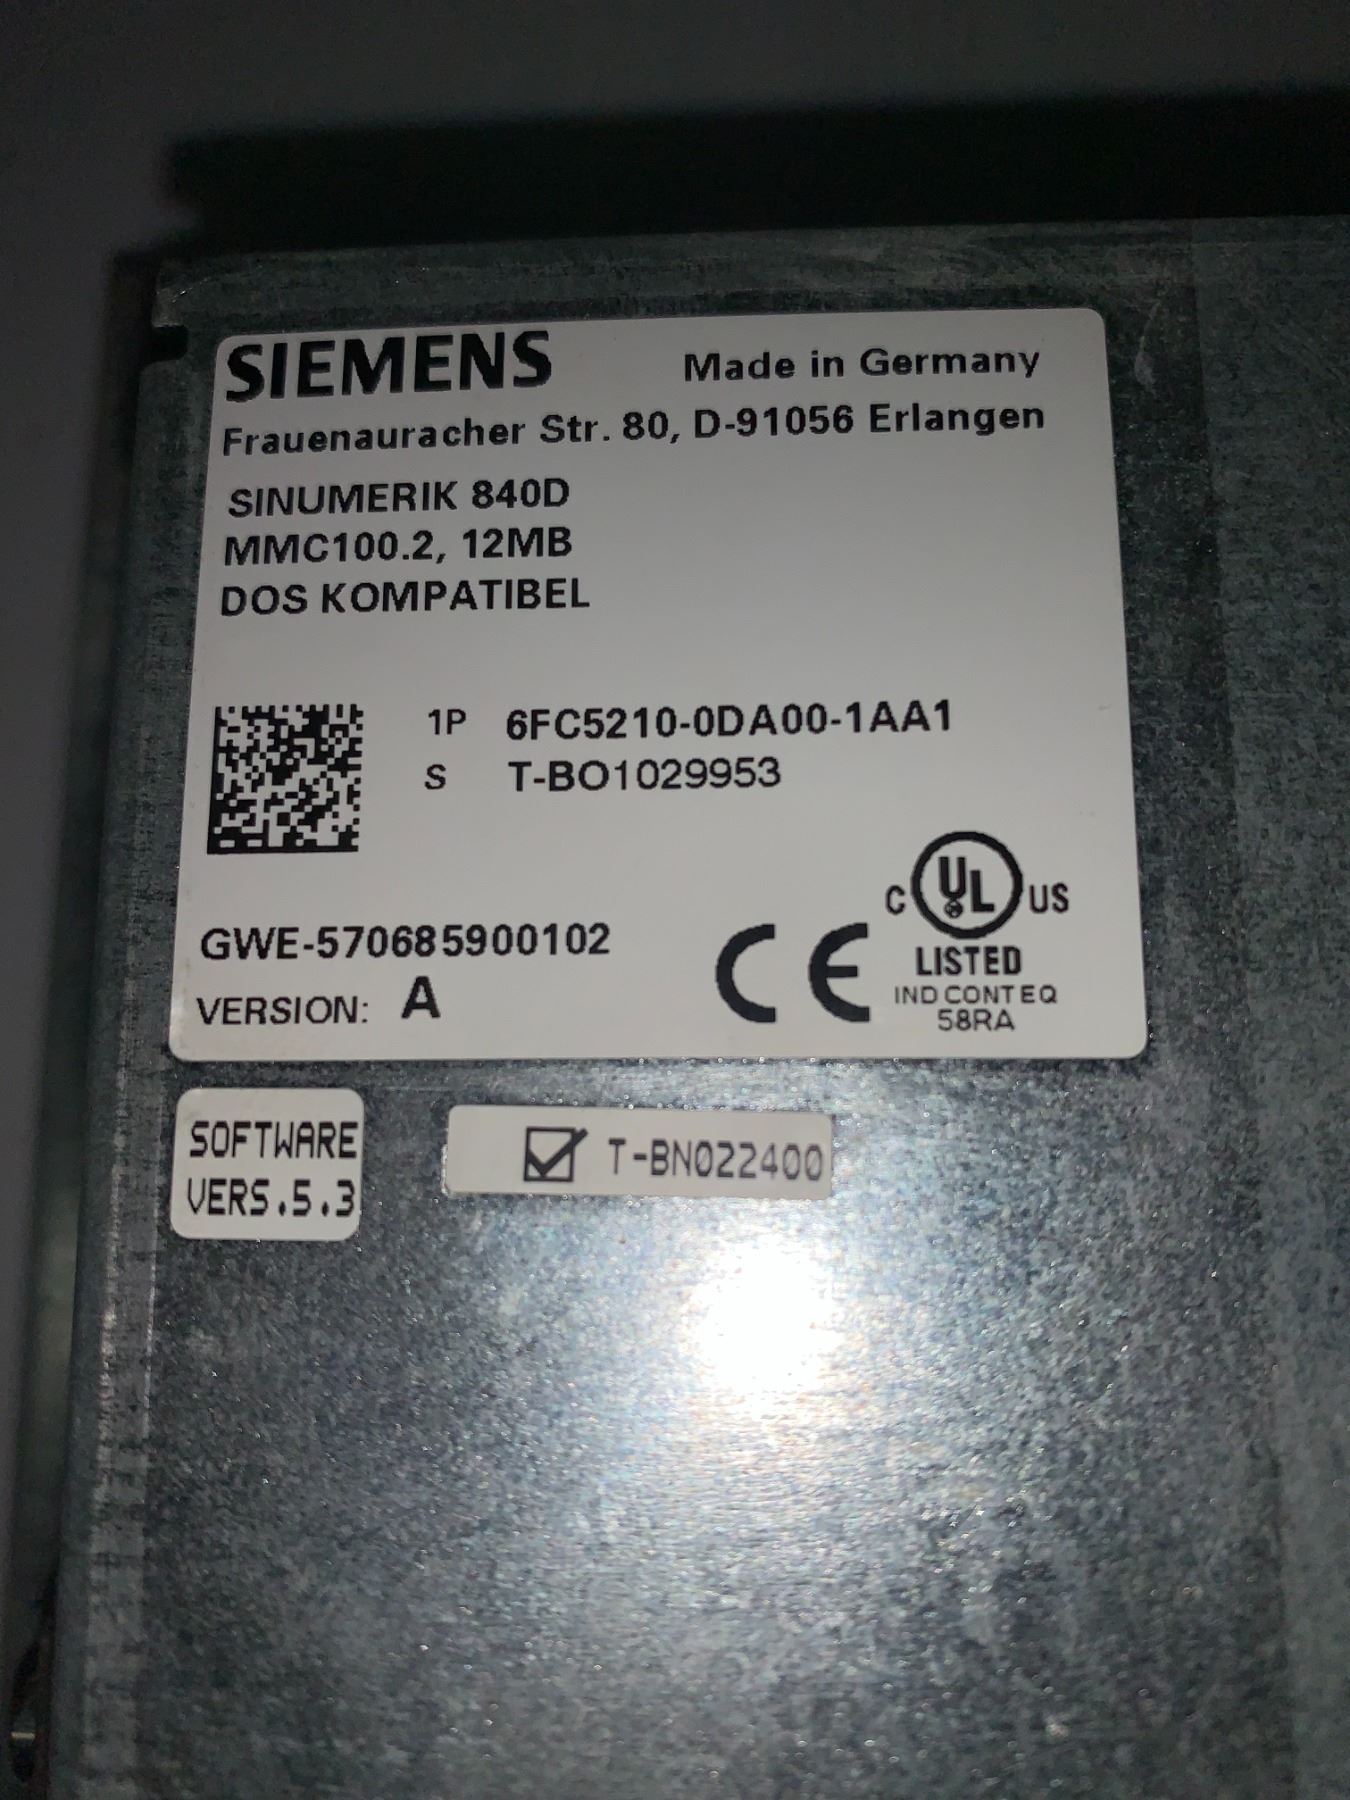 SIEMENS Made in Germany
Frauenauracher Str. 80, D-91056 Erlangen
SINUMERIK 840D
MMC100.2, 12MB
DOS KOMPATIBEL
1P 6FC5210-0DA00-1AA1
S T-BO1029953
C UL US
LISTED
IND CONT EQ
58RA
GWE-570685900102
CE
VERSION: A
SOFTWARE
VERS.5.3
T-BN022400